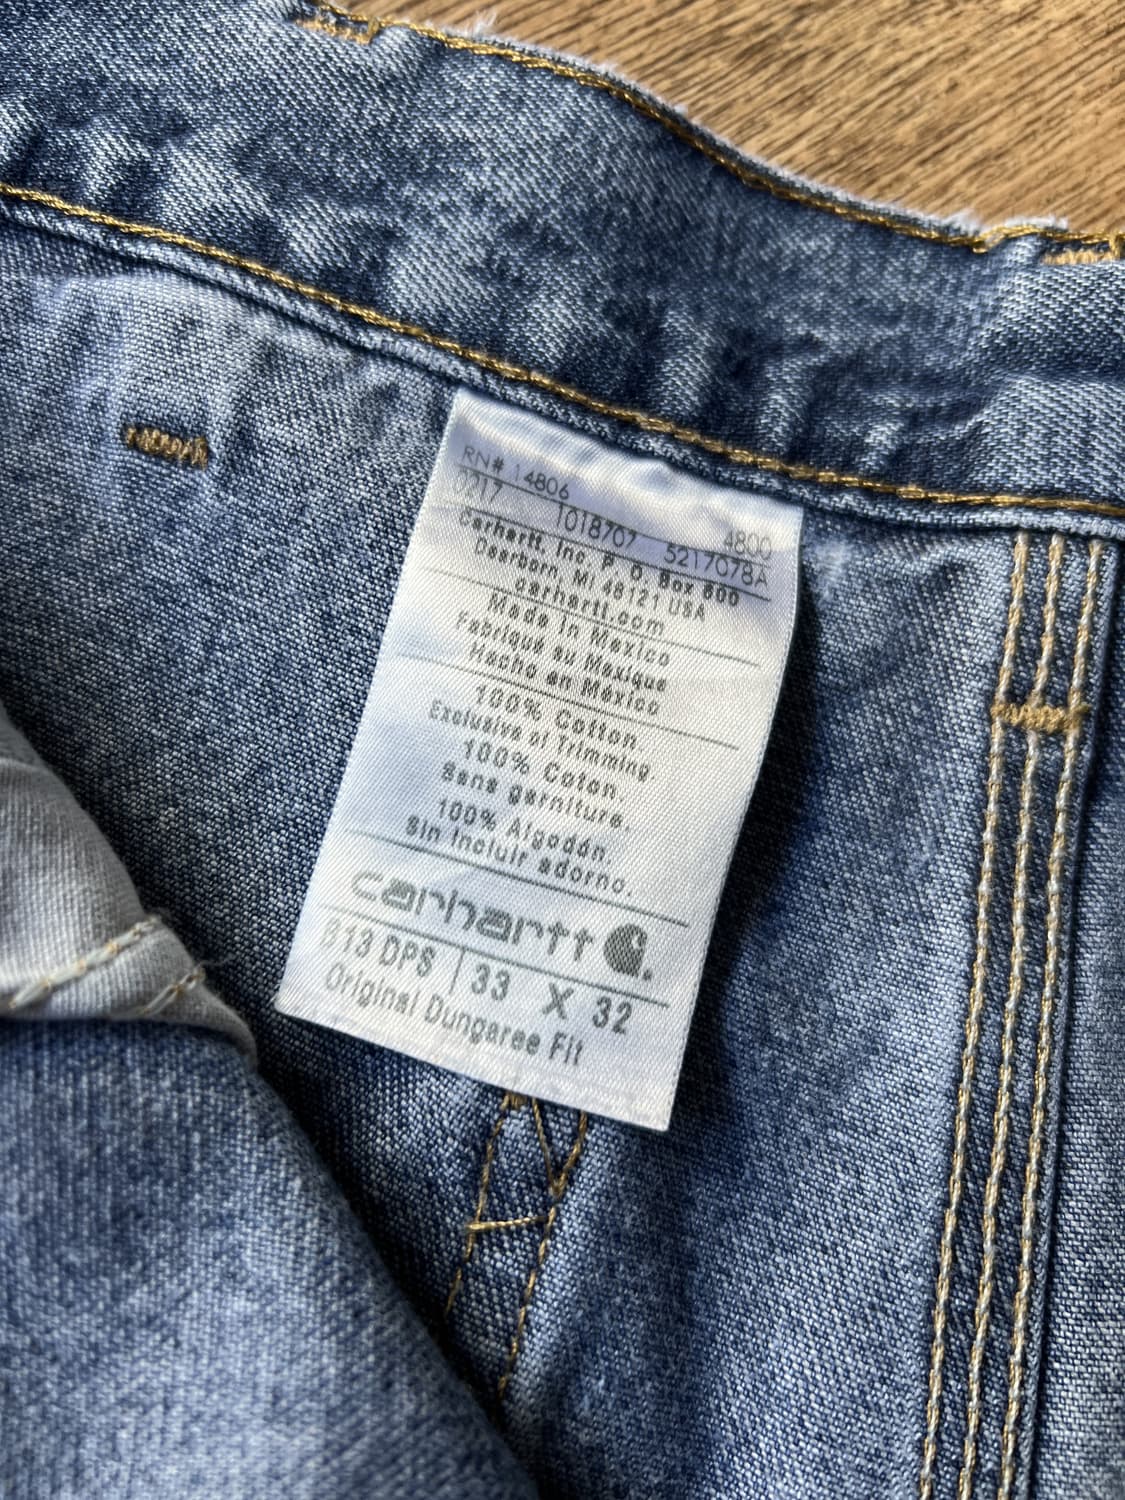 RN# 14806
0217 1018707 4800
5217078A
Carhartt, Inc. P. O. Box 600
Dearborn, MI 48121 USA
carhartt.com
Made in Mexico
Fabriqué au Mexique
Hecho en México
100% Cotton
Exclusive of Trimming
100% Coton.
Sans garniture.
100% Algodón.
Sin incluir adorno.
carhartt
B13 DPS | 33 X 32
Original Dungaree Fit